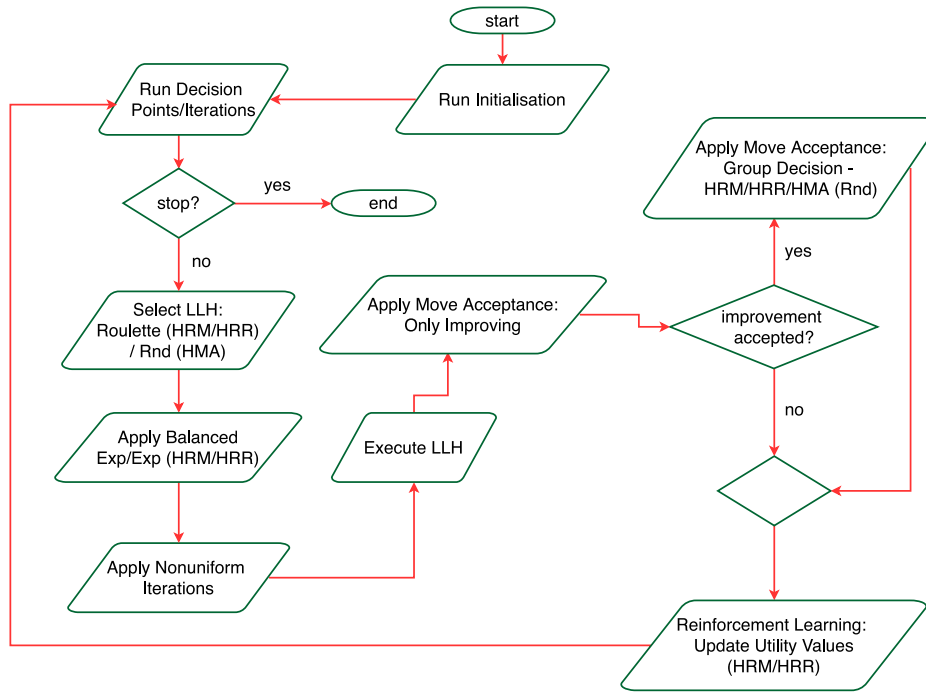 start
Run Initialisation
Run Decision
Points/Iterations
stop?
yes
end
no
Select LLH:
Roulette (HRM/HRR)
/ Rnd (HMA)
Apply Balanced
Exp/Exp (HRM/HRR)
Apply Nonuniform
Iterations
Execute LLH
Apply Move Acceptance:
Only Improving
improvement
accepted?
yes
Apply Move Acceptance:
Group Decision -
HRM/HRR/HMA (Rnd)
no
Reinforcement Learning:
Update Utility Values
(HRM/HRR)